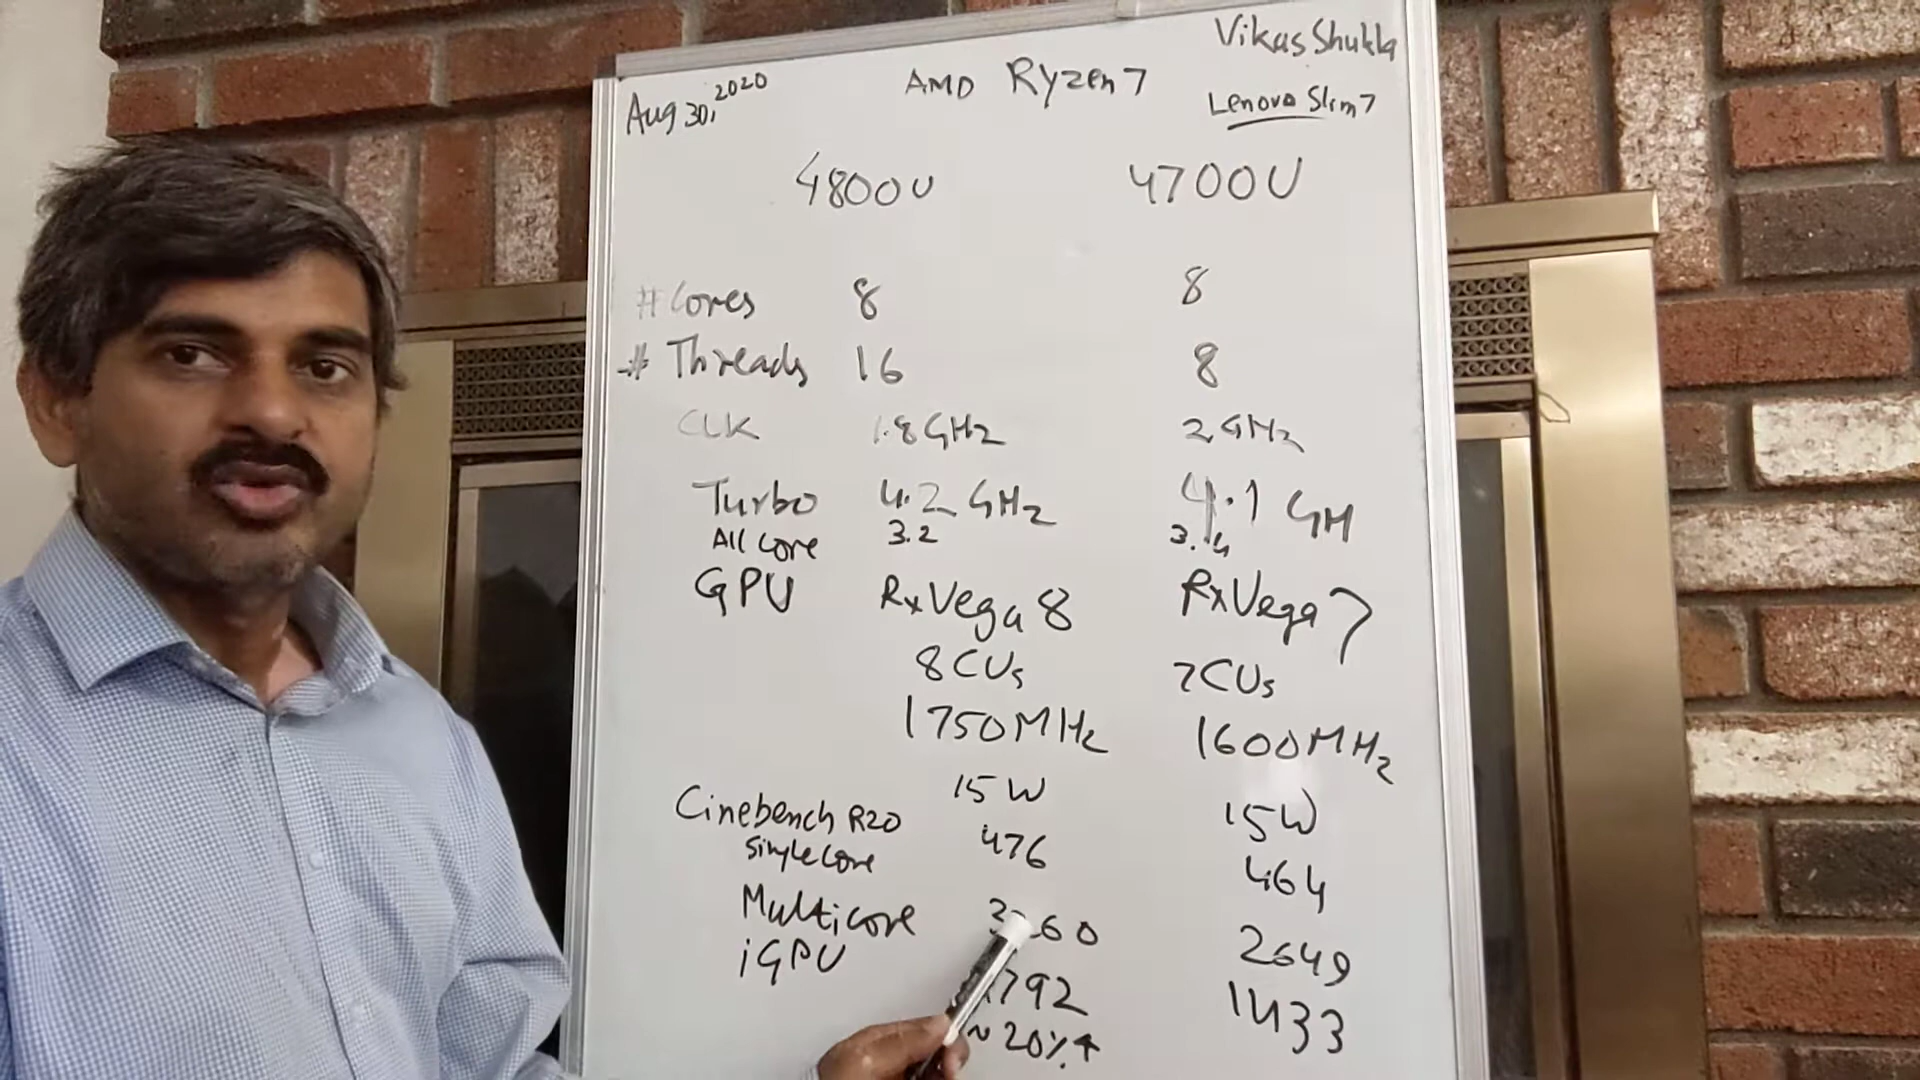 Vikas Shukla
Aug 30, 2020 AMD Ryzen 7 Lenovo Slim 7
4800U 4700U
# Cores 8 8
# Threads 16 8
CLK 1.8 GHz 2 GHz
Turbo 4.2 GHz 4.1 GH
All Core 3.2 3.4
GPU RxVega 8 RxVega 7
8 CUs 7 CUs
1750 MHz 1600 MHz
15 W 15 W
Cinebench R20
Single Core 476 464
Multicore 2649
iGPU 1433
~ 20% ↑